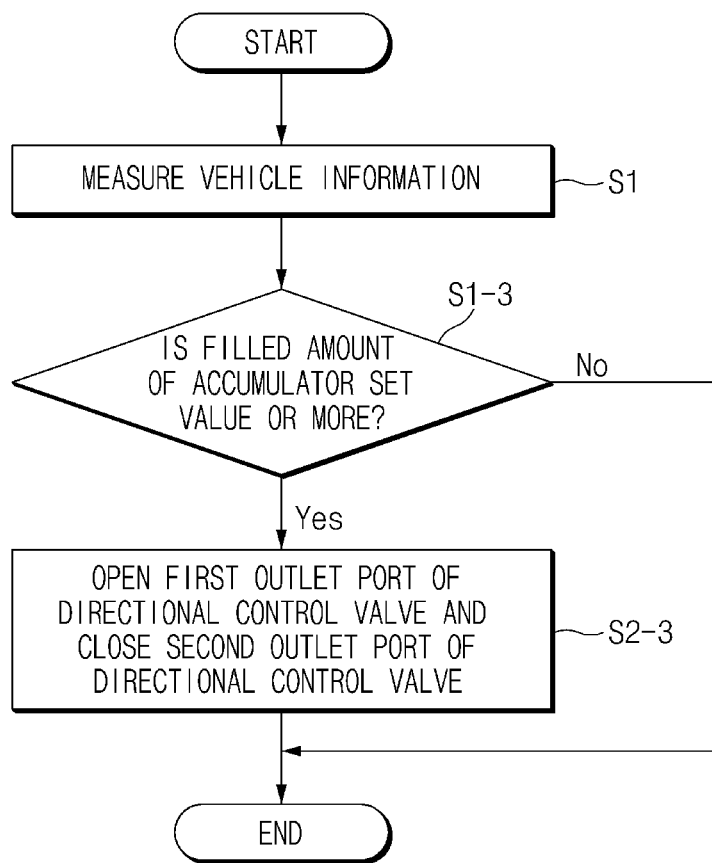 START
MEASURE VEHICLE INFORMATION
S1
S1-3
IS FILLED AMOUNT
OF ACCUMULATOR SET
VALUE OR MORE?
No
Yes
OPEN FIRST OUTLET PORT OF
DIRECTIONAL CONTROL VALVE AND
CLOSE SECOND OUTLET PORT OF
DIRECTIONAL CONTROL VALVE
S2-3
END